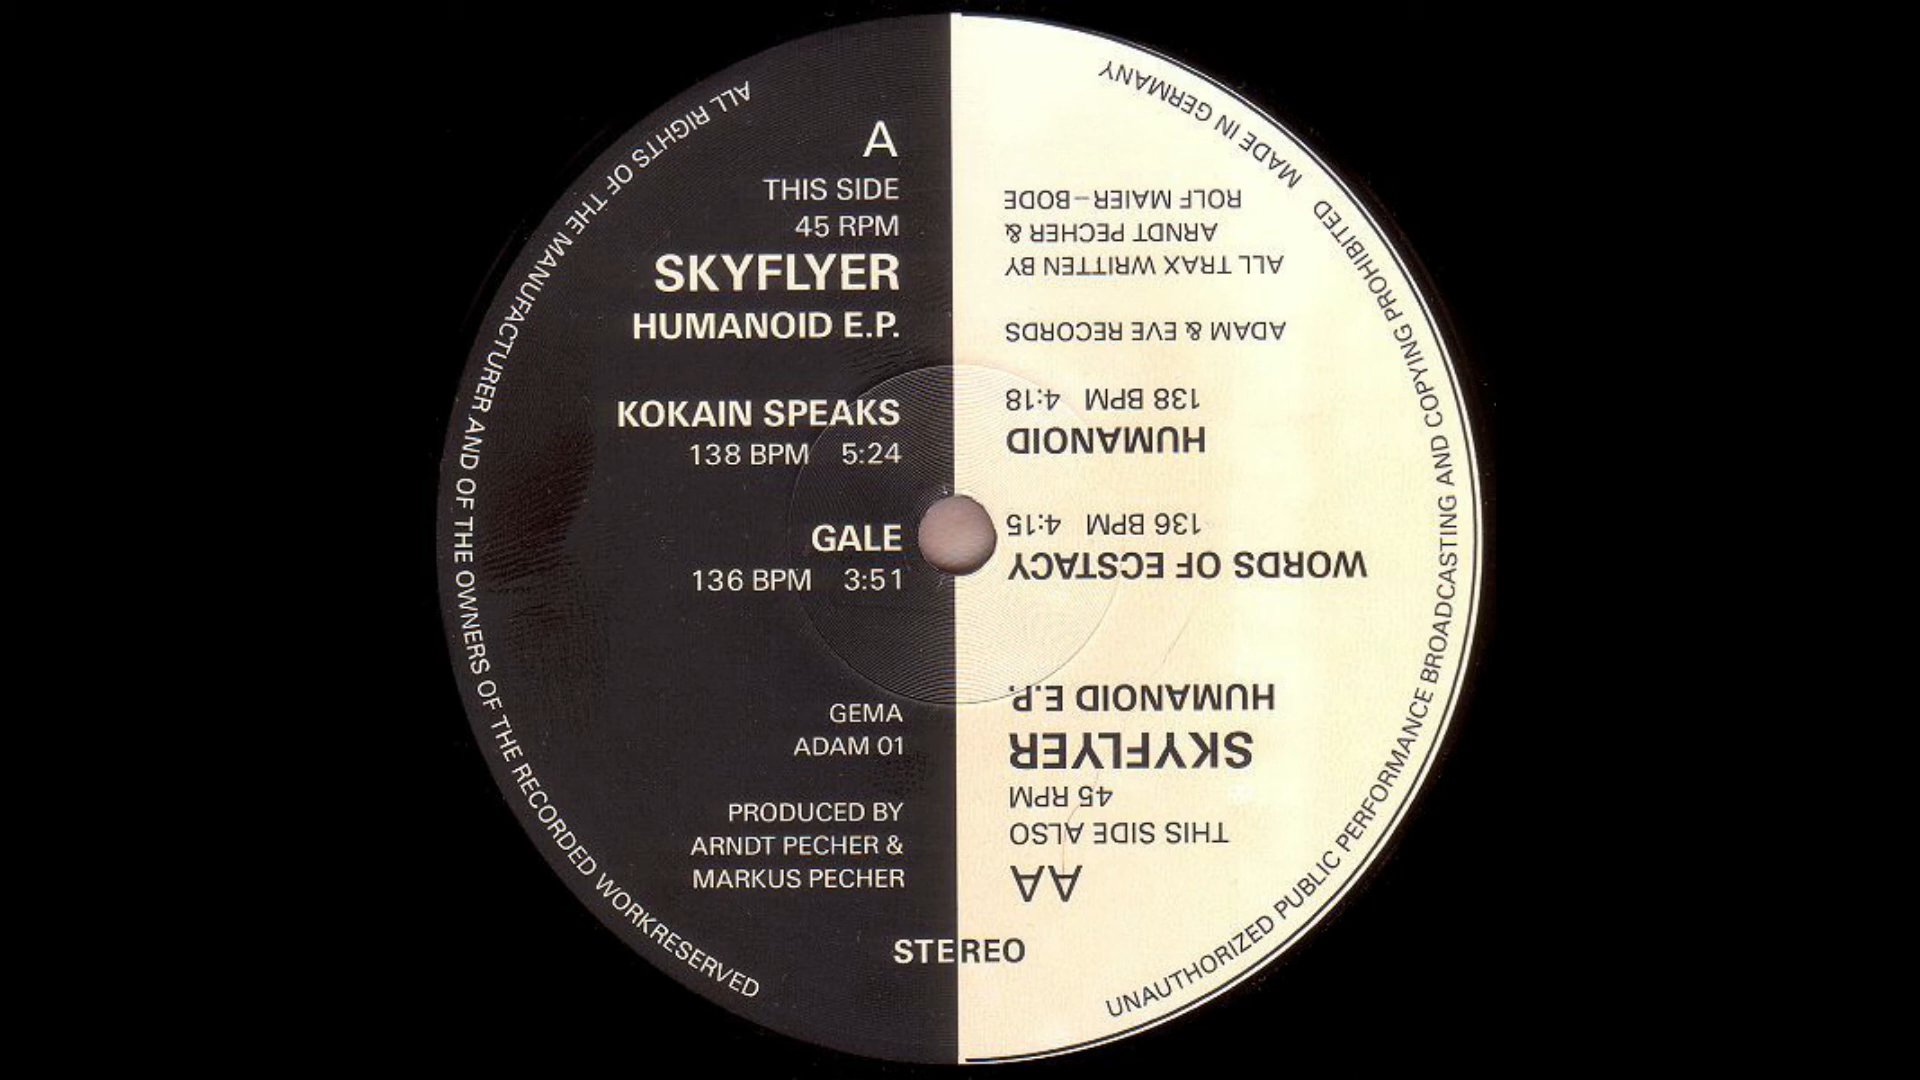 A
THIS SIDE
45 RPM
SKYFLYER
HUMANOID E.P.
KOKAIN SPEAKS
138 BPM 5:24
GALE
136 BPM 3:51
GEMA
ADAM 01
PRODUCED BY
ARNDT PECHER &
MARKUS PECHER
STEREO
AA
THIS SIDE ALSO
45 RPM
SKYFLYER
HUMANOID E.P.
WORDS OF ECSTACY
136 BPM 4:15
HUMANOID
138 BPM 4:18
ADAM & EVE RECORDS
ALL TRAX WRITTEN BY
ARNDT PECHER &
ROLF MAIER-BODE
ALL RIGHTS OF THE MANUFACTURER AND OF THE OWNERS OF THE RECORDED WORKRESERVED
UNAUTHORIZED PUBLIC PERFORMANCE BROADCASTING AND COPYING PROHIBITED MADE IN GERMANY